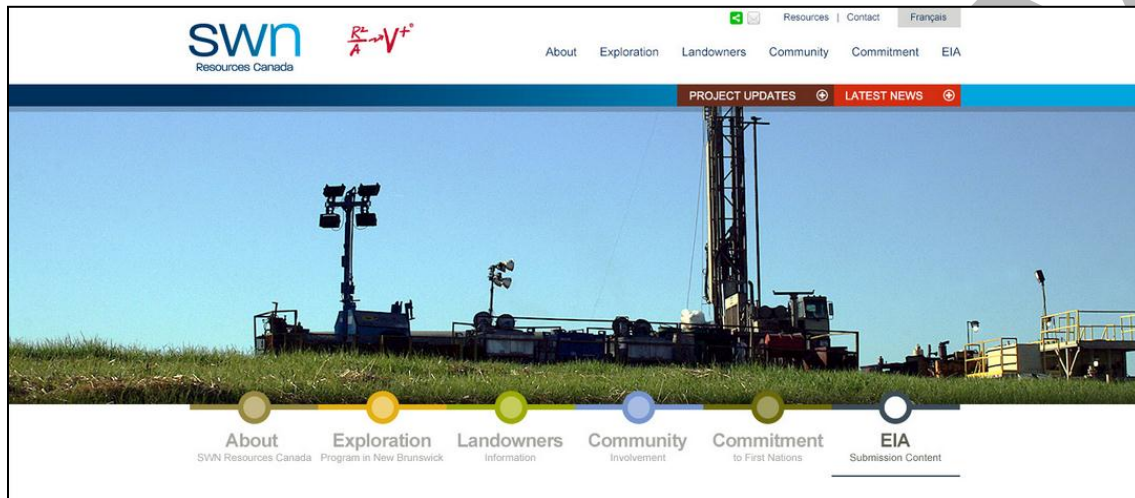 Resources | Contact Français
SWN
Resources Canada
R²/A → V+°
About Exploration Landowners Community Commitment EIA
PROJECT UPDATES LATEST NEWS
About Exploration Landowners Community Commitment EIA
SWN Resources Canada Program in New Brunswick Information Involvement to First Nations Submission Content